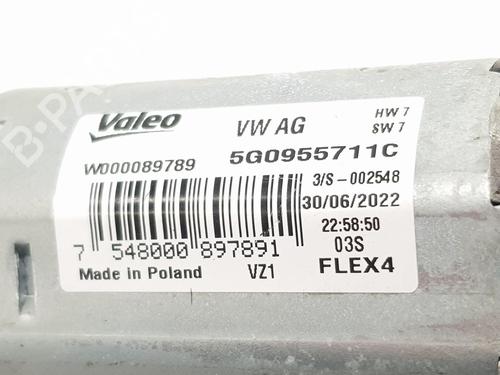 Valeo VW AG HW 7
SW 7
W000089789 5G0955711C
3/S-002548
30/06/2022
22:58:50
7 548000 897891 03S
Made in Poland VZ1 FLEX4
B-PARTS